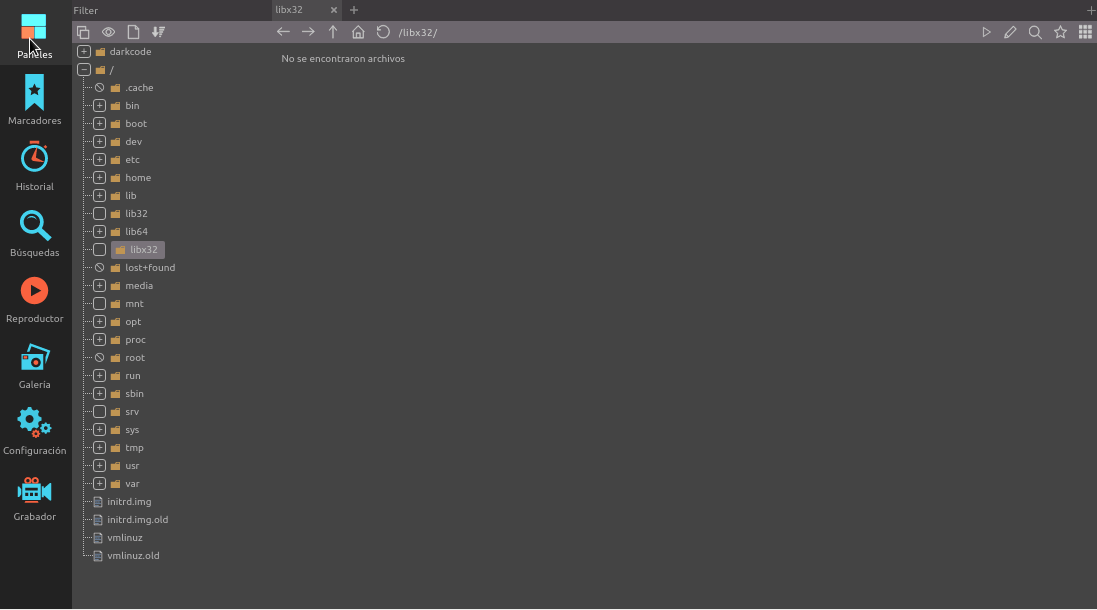 Paneles
Marcadores
Historial
Búsquedas
Reproductor
Galeria
Configuración
Grabador
Filter
darkcode
/
.cache
bin
boot
dev
etc
home
lib
lib32
lib64
libx32
lost+found
media
mnt
opt
proc
root
run
sbin
srv
sys
tmp
usr
var
initrd.img
initrd.img.old
vmlinuz
vmlinuz.old
libx32
/libx32/
No se encontraron archivos